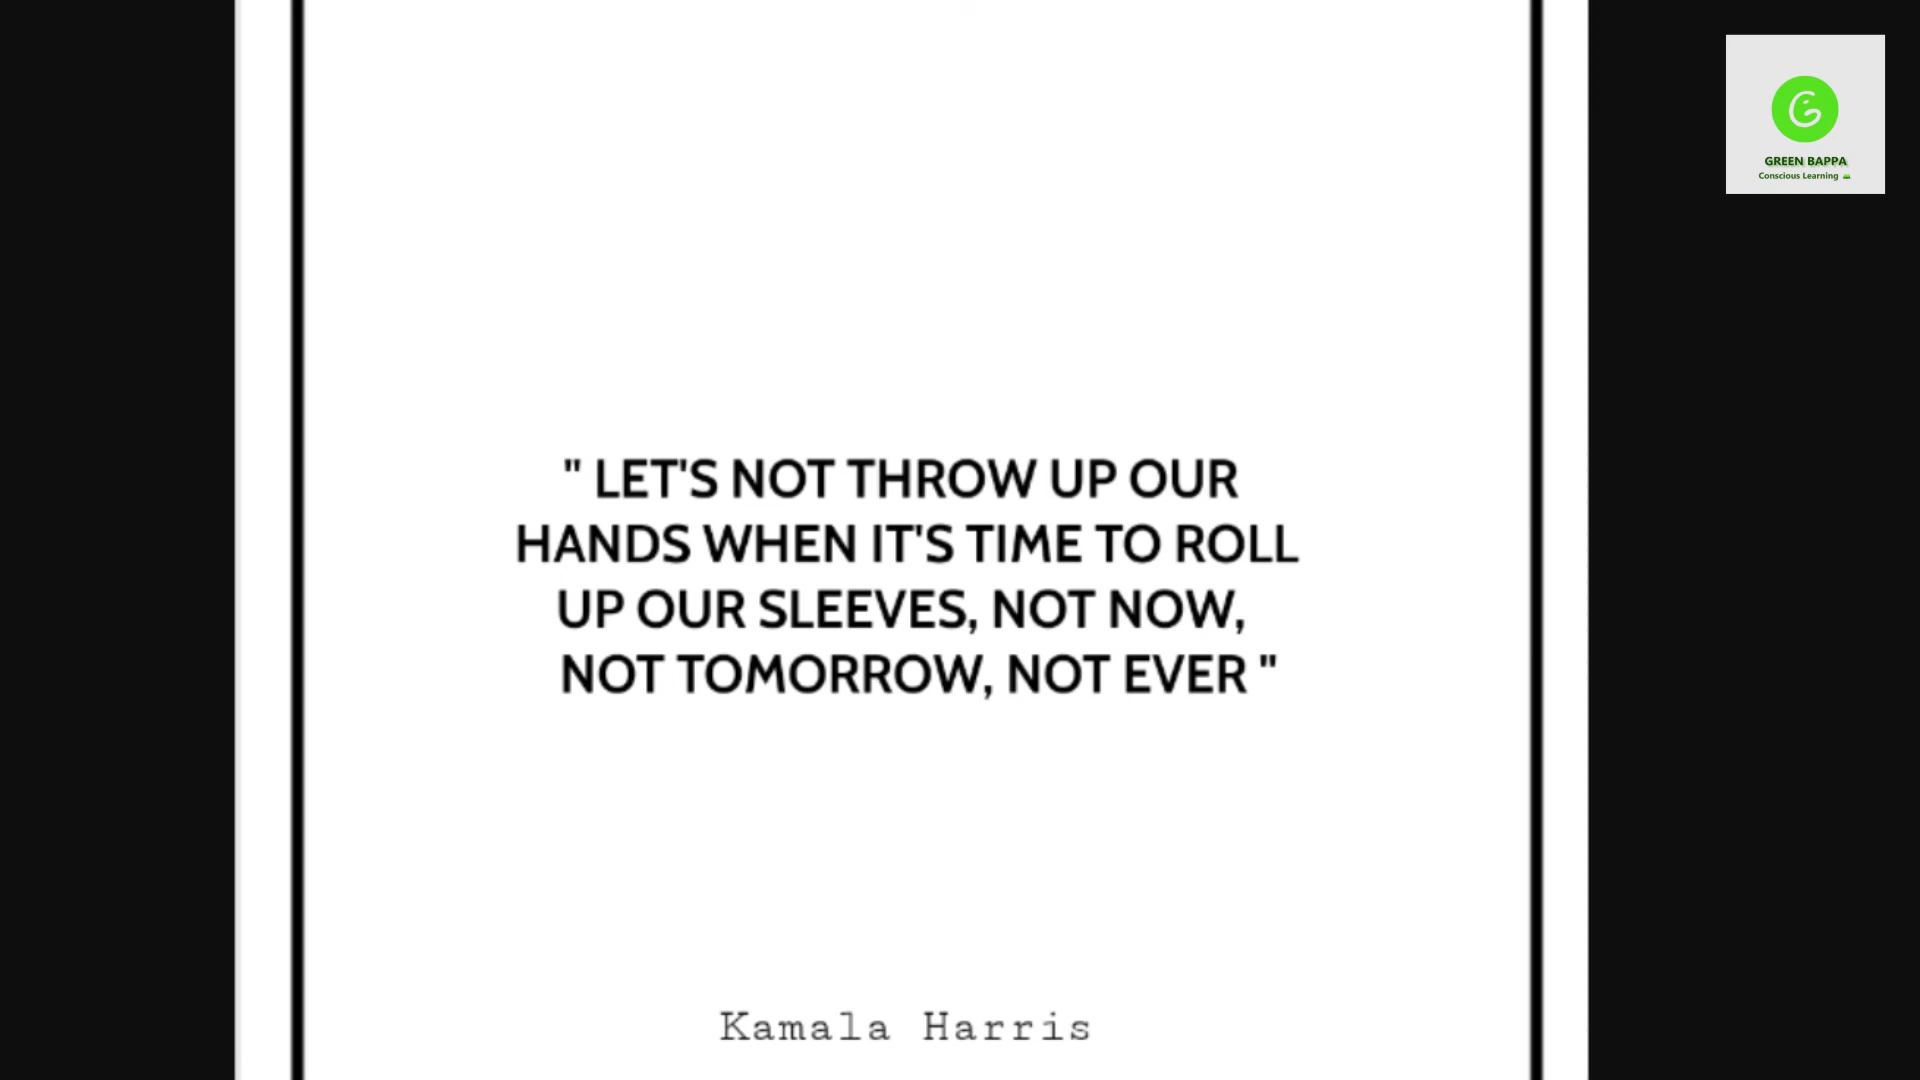 GREEN BAPPA
Conscious Learning
" LET'S NOT THROW UP OUR
HANDS WHEN IT'S TIME TO ROLL
UP OUR SLEEVES, NOT NOW,
NOT TOMORROW, NOT EVER "
Kamala Harris